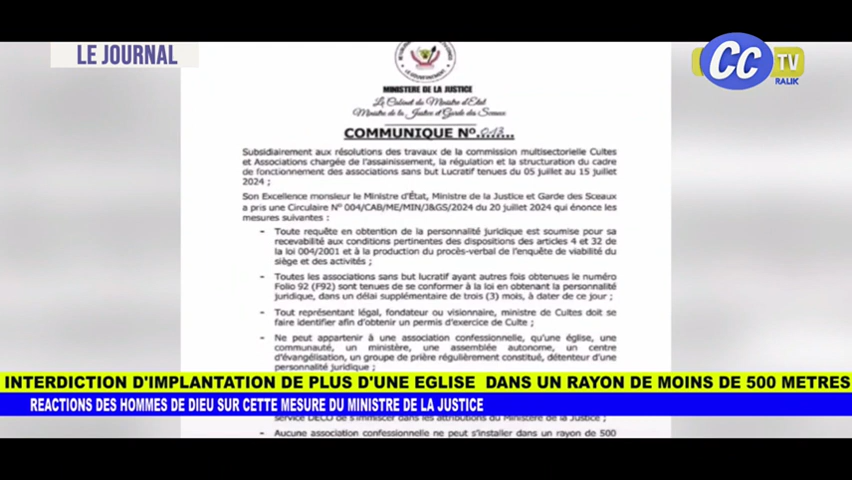 LE JOURNAL
CC TV
RALIK
MINISTERE DE LA JUSTICE
Le Cabinet du Ministre d'Etat
Ministre de la Justice et Garde des Sceaux
COMMUNIQUE Nº.013....
Subsidiairement aux résolutions des travaux de la commission multisectorielle Cultes
et Associations chargée de l'assainissement, la régulation et la structuration du cadre
de fonctionnement des associations sans but Lucratif tenues du 05 juillet au 15 juillet
2024 ;
Son Excellence monsieur le Ministre d'État, Ministre de la Justice et Garde des Sceaux
a pris une Circulaire N° 004/CAB/ME/MIN/J&GS/2024 du 20 juillet 2024 qui énonce les
mesures suivantes :
- Toute requête en obtention de la personnalité juridique est soumise pour sa
recevabilité aux conditions pertinentes des dispositions des articles 4 et 32 de
la loi 004/2001 et à la production du procès-verbal de l'enquête de viabilité du
siège et des activités ;
- Toutes les associations sans but lucratif ayant autres fois obtenues le numéro
Folio 92 (F92) sont tenues de se conformer à la loi en obtenant la personnalité
juridique, dans un délai supplémentaire de trois (3) mois, à dater de ce jour ;
- Tout représentant légal, fondateur ou visionnaire, ministre de Cultes doit se
faire identifier afin d'obtenir un permis d'exercice de Culte ;
- Ne peut appartenir à une association confessionnelle, qu'une église, une
communauté, un ministère, une assemblée autonome, un centre
d'évangélisation, un groupe de prière régulièrement constitué, détenteur d'une
personnalité juridique ;
INTERDICTION D'IMPLANTATION DE PLUS D'UNE EGLISE DANS UN RAYON DE MOINS DE 500 METRES
REACTIONS DES HOMMES DE DIEU SUR CETTE MESURE DU MINISTRE DE LA JUSTICE
service DECO de s'immiscer dans les attributions du Ministère de la Justice ;
- Aucune association confessionnelle ne peut s'installer dans un rayon de 500